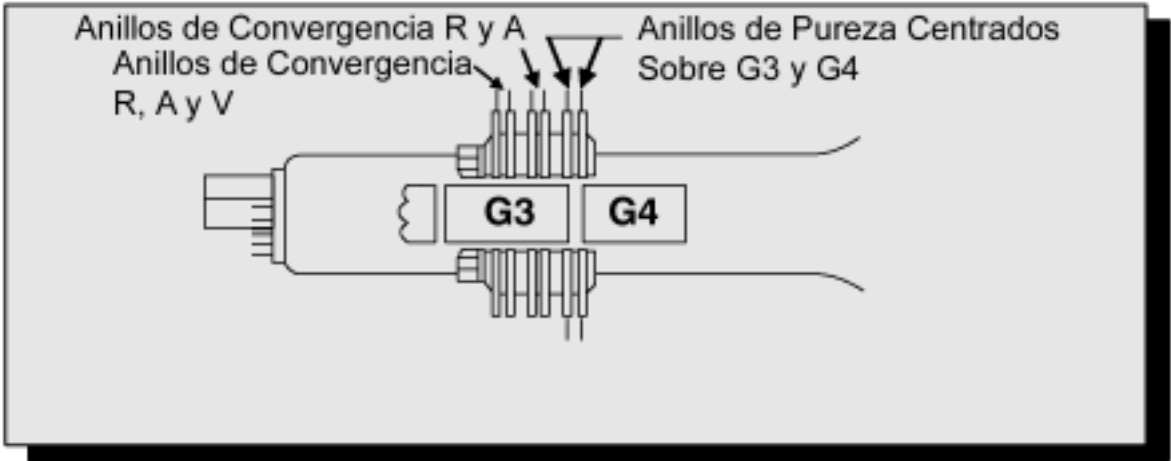 Anillos de Convergencia R y A
Anillos de Convergencia
R, A y V
Anillos de Pureza Centrados
Sobre G3 y G4
G3
G4